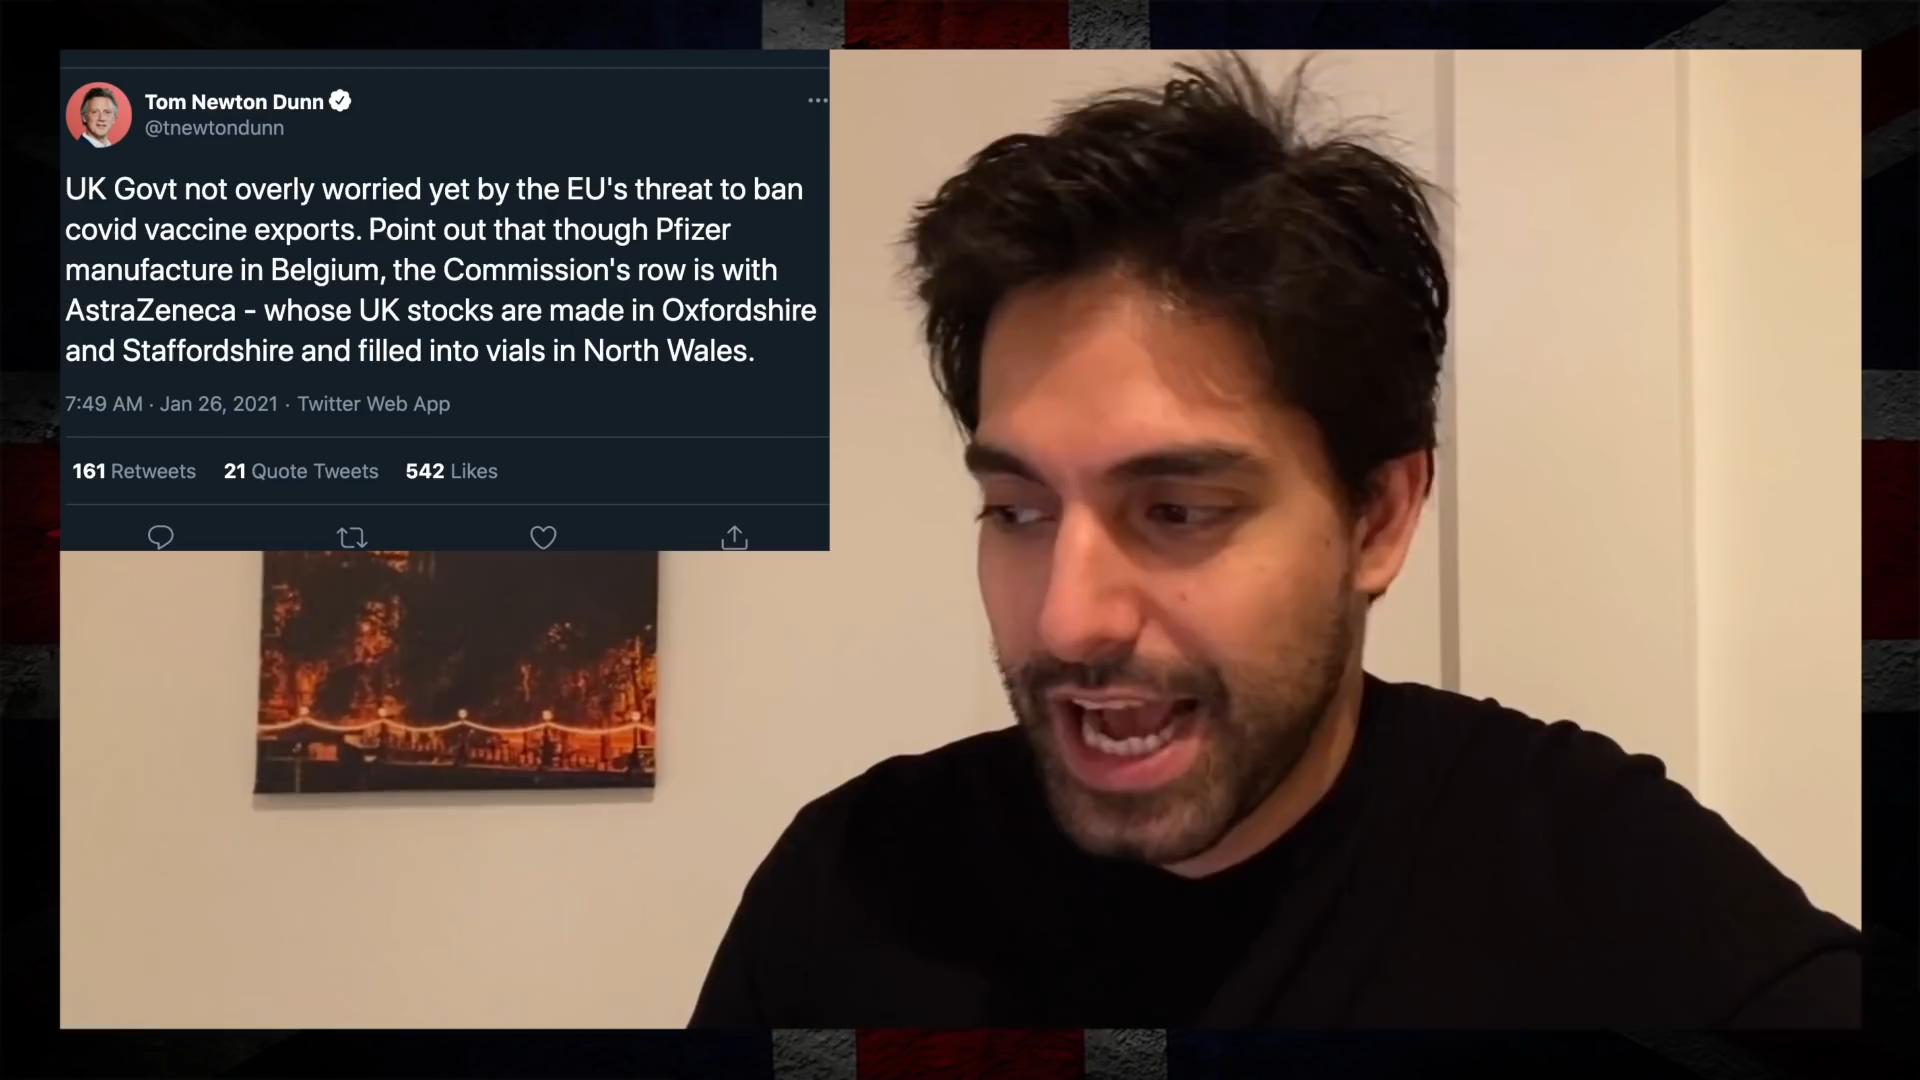 Tom Newton Dunn
@tnewtondunn
UK Govt not overly worried yet by the EU's threat to ban
covid vaccine exports. Point out that though Pfizer
manufacture in Belgium, the Commission's row is with
AstraZeneca - whose UK stocks are made in Oxfordshire
and Staffordshire and filled into vials in North Wales.
7:49 AM · Jan 26, 2021 · Twitter Web App
161 Retweets 21 Quote Tweets 542 Likes